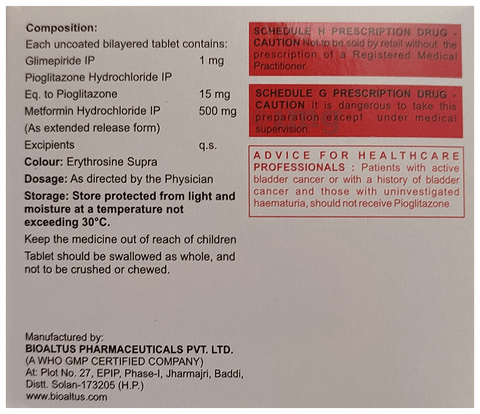 Composition:
Each uncoated bilayered tablet contains:
Glimepiride IP 1 mg
Pioglitazone Hydrochloride IP
Eq. to Pioglitazone 15 mg
Metformin Hydrochloride IP 500 mg
(As extended release form)
Excipients q.s.
Colour: Erythrosine Supra
Dosage: As directed by the Physician
Storage: Store protected from light and
moisture at a temperature not
exceeding 30°C.
Keep the medicine out of reach of children
Tablet should be swallowed as whole, and
not to be crushed or chewed.
Manufactured by:
BIOALTUS PHARMACEUTICALS PVT. LTD.
(A WHO GMP CERTIFIED COMPANY)
At: Plot No. 27, EPIP, Phase-I, Jharmajri, Baddi,
Distt. Solan-173205 (H.P.)
www.bioaltus.com
SCHEDULE H PRESCRIPTION DRUG -
CAUTION Not to be sold by retail without the
prescription of a Registered Medical
Practitioner.
SCHEDULE G PRESCRIPTION DRUG -
CAUTION It is dangerous to take this
preparation except under medical
supervision.
ADVICE FOR HEALTHCARE
PROFESSIONALS : Patients with active
bladder cancer or with a history of bladder
cancer and those with uninvestigated
haematuria, should not receive Pioglitazone